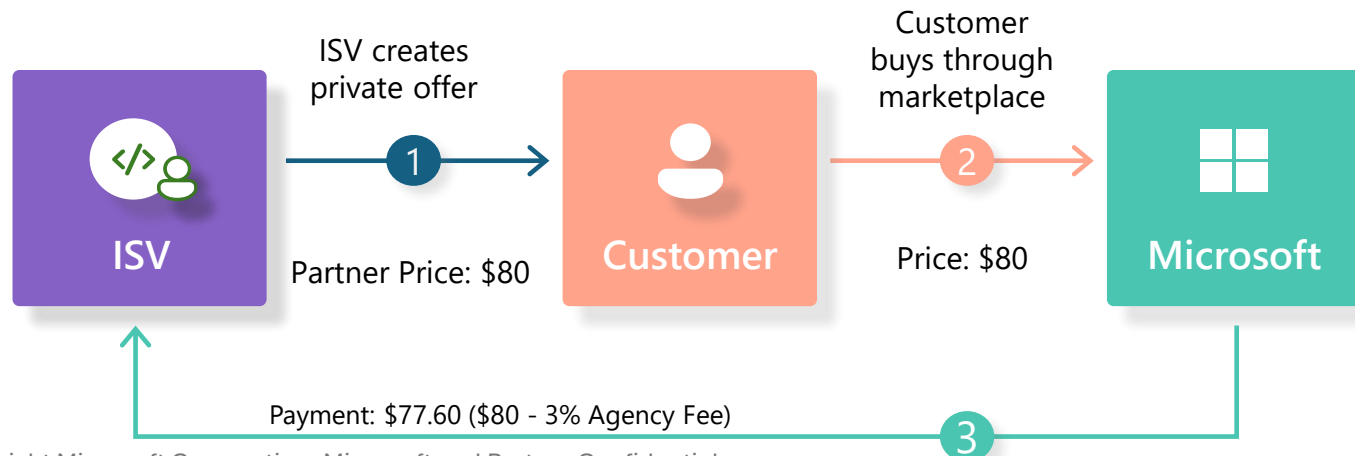 ISV creates
private offer
Customer
buys through
marketplace
</>
1
2
ISV
Partner Price: $80
Customer
Price: $80
Microsoft
Payment: $77.60 ($80 - 3% Agency Fee)
3